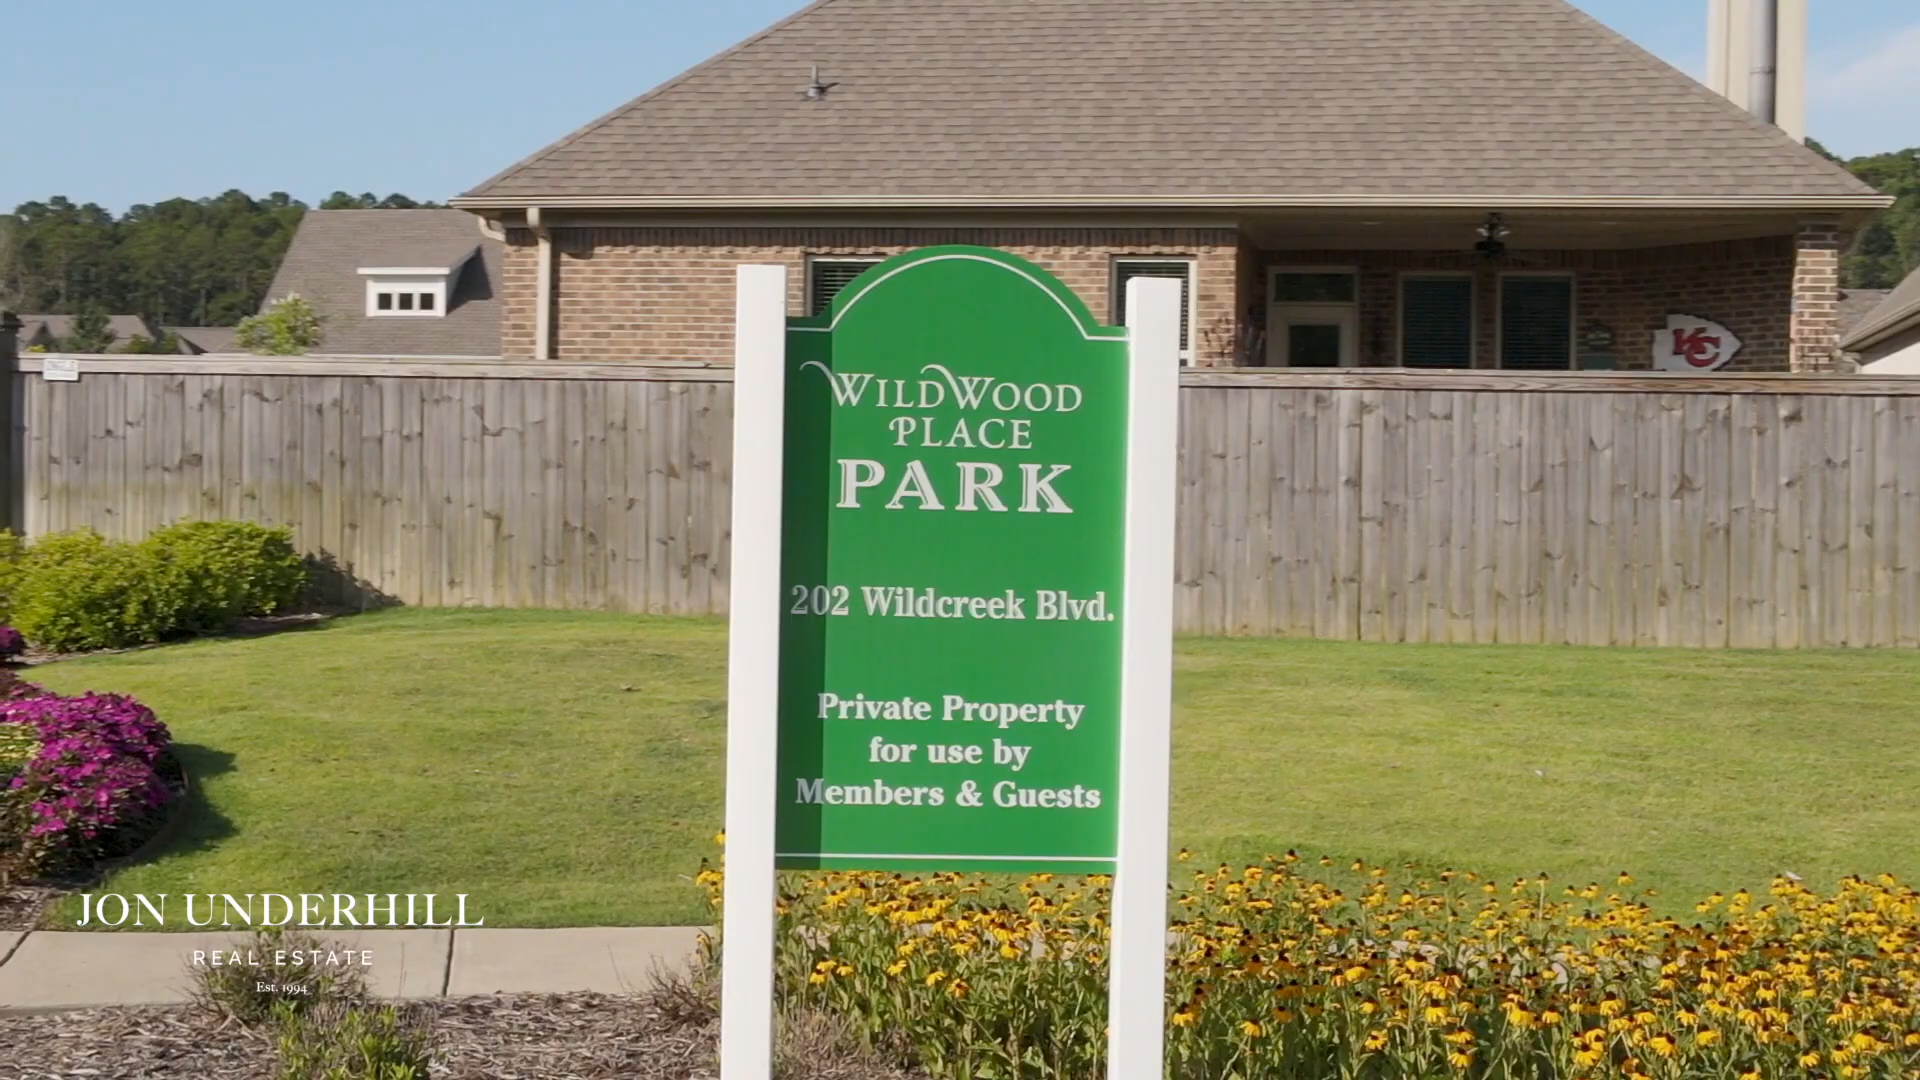 WILDWOOD
PLACE
PARK
202 Wildcreek Blvd.
Private Property
for use by
Members & Guests
KC
JON UNDERHILL
REAL ESTATE
Est. 1994